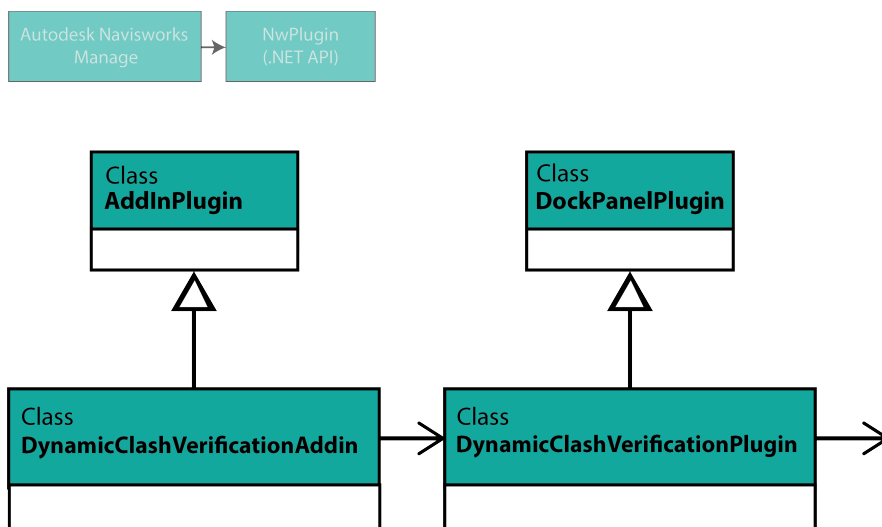 Autodesk Navisworks
Manage
NwPlugin
(.NET API)
Class
AddInPlugin
Class
DockPanelPlugin
Class
DynamicClashVerificationAddin
Class
DynamicClashVerificationPlugin